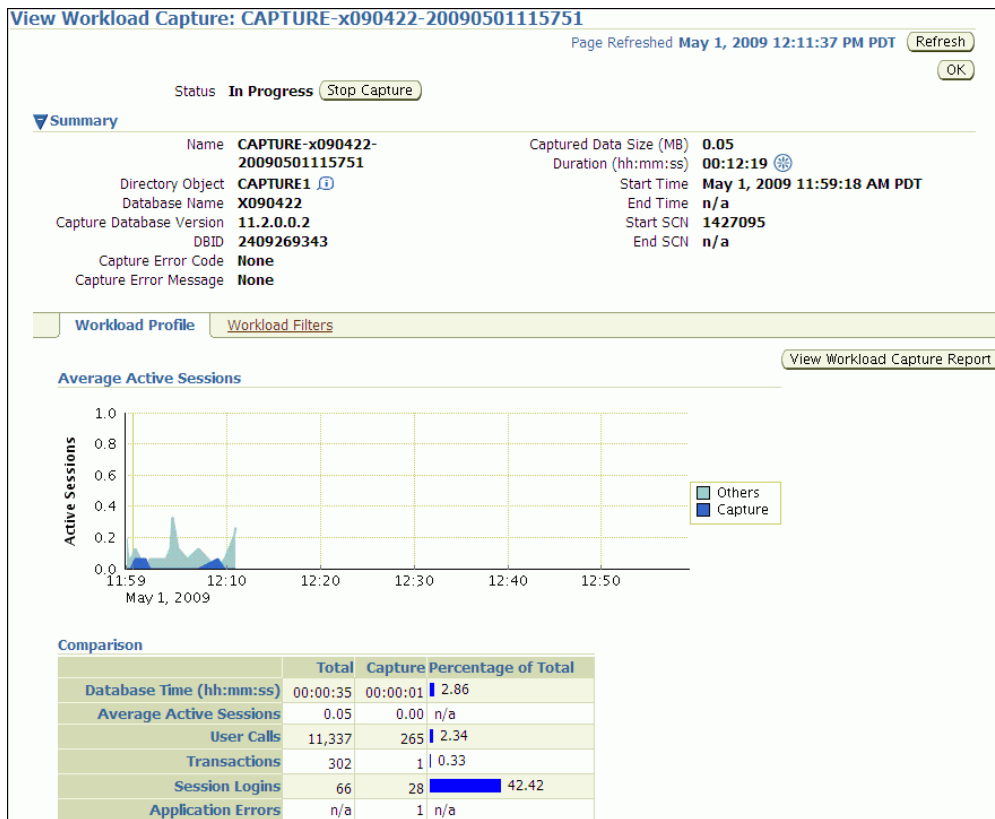 View Workload Capture: CAPTURE-x090422-20090501115751
Page Refreshed May 1, 2009 12:11:37 PM PDT Refresh
OK
Status In Progress Stop Capture
Summary
Name CAPTURE-x090422-
20090501115751
Directory Object CAPTURE1
Database Name X090422
Capture Database Version 11.2.0.0.2
DBID 2409269343
Capture Error Code None
Capture Error Message None
Captured Data Size (MB) 0.05
Duration (hh:mm:ss) 00:12:19
Start Time May 1, 2009 11:59:18 AM PDT
End Time n/a
Start SCN 1427095
End SCN n/a
Workload Profile Workload Filters
View Workload Capture Report
Average Active Sessions
Active Sessions
1.0
0.8
0.6
0.4
0.2
0.0
11:59 12:10 12:20 12:30 12:40 12:50
May 1, 2009
Others
Capture
Comparison
Total Capture Percentage of Total
Database Time (hh:mm:ss) 00:00:35 00:00:01 2.86
Average Active Sessions 0.05 0.00 n/a
User Calls 11,337 265 2.34
Transactions 302 1 0.33
Session Logins 66 28 42.42
Application Errors n/a 1 n/a